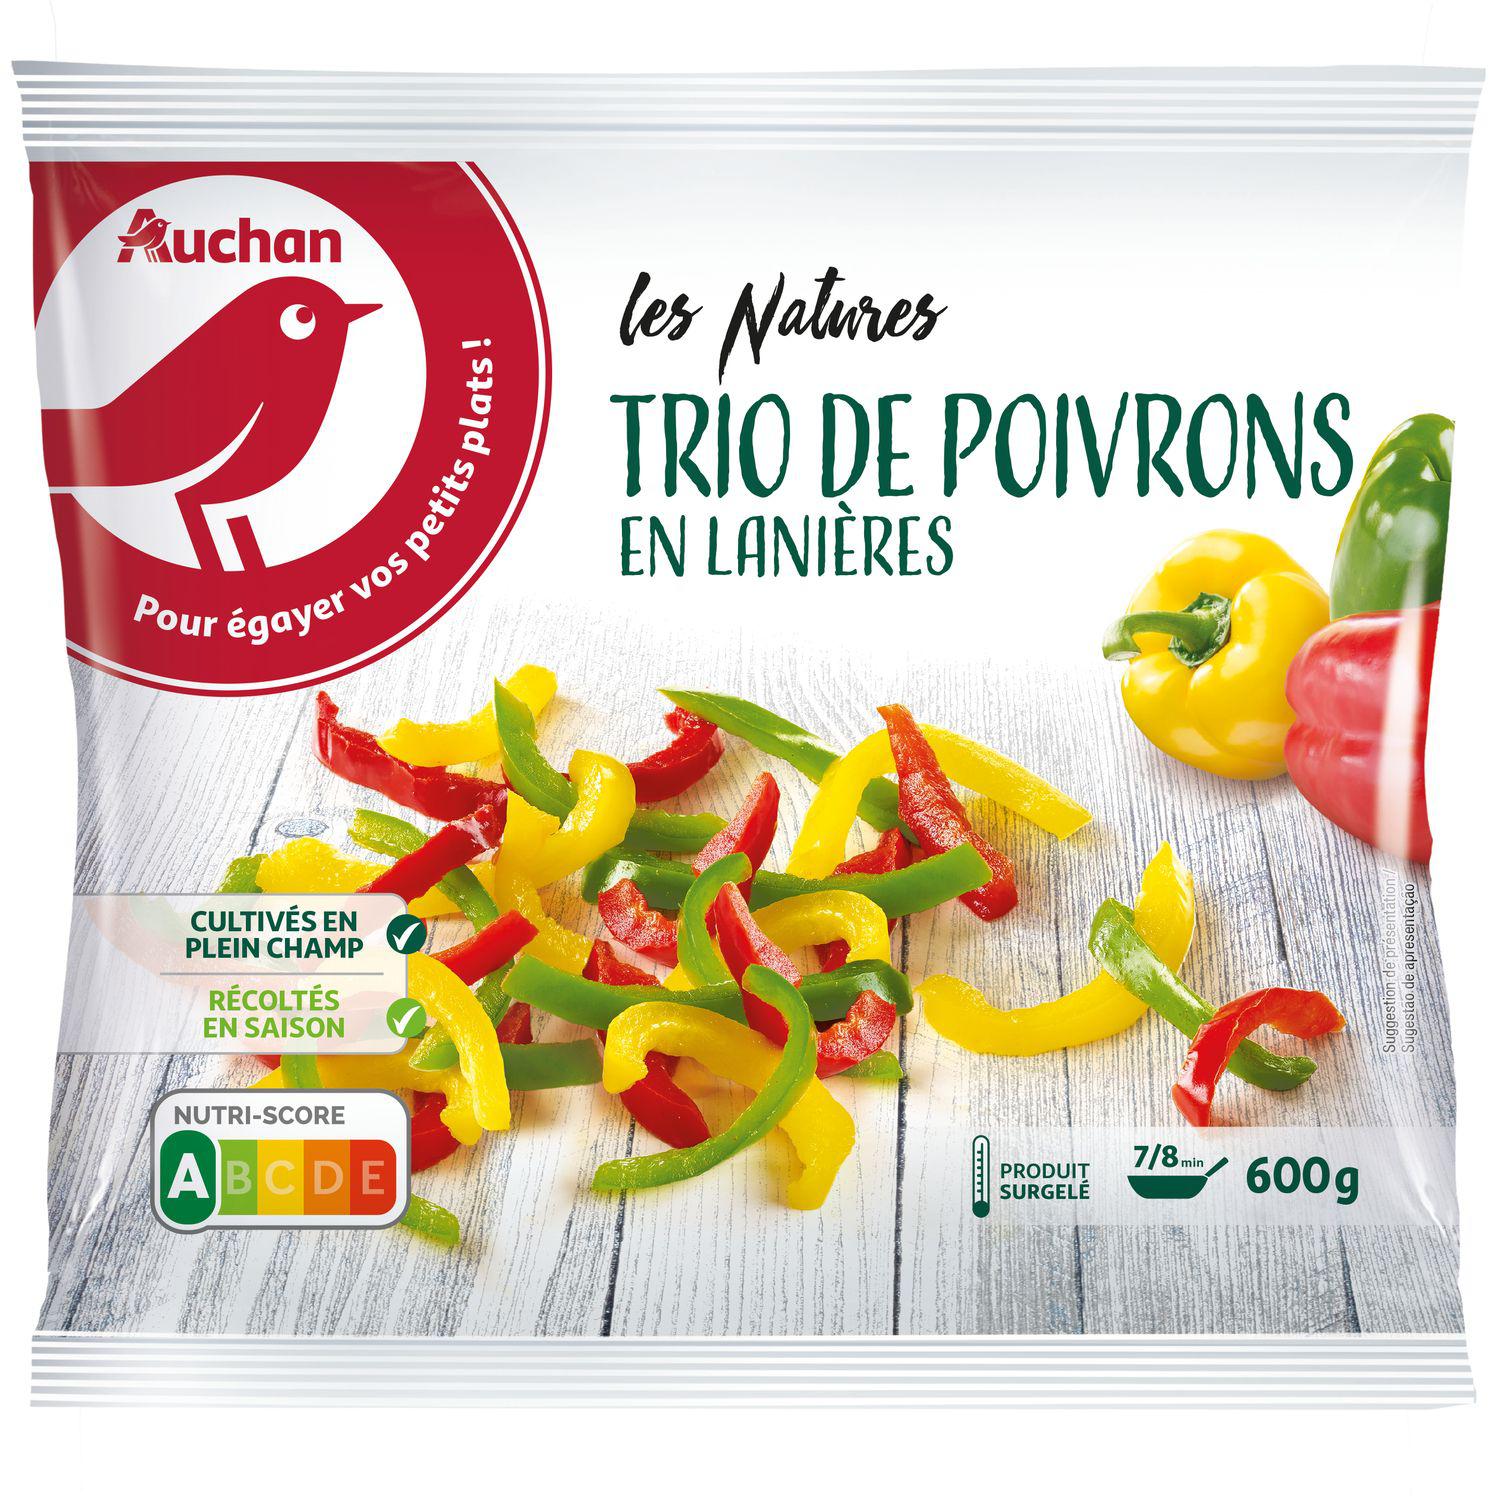 Auchan
Pour égayer vos petits plats !
les Natures
TRIO DE POIVRONS
EN LANIÈRES
CULTIVÉS EN
PLEIN CHAMP
RÉCOLTÉS
EN SAISON
NUTRI-SCORE
A B C D E
PRODUIT
SURGELÉ
7/8 min
600g
Suggestion de présentation /
Sugestão de apresentação